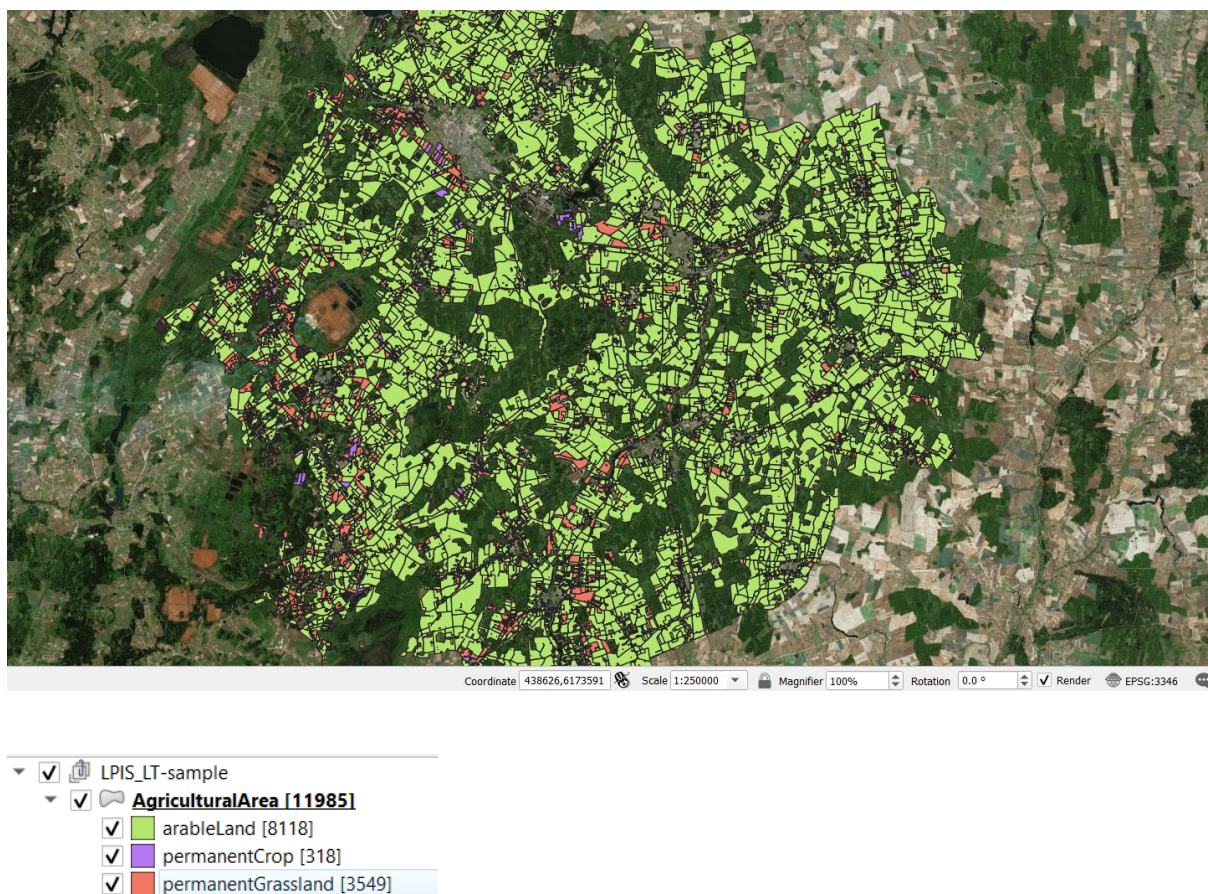 Coordinate 438626,6173591 Scale 1:250000 Magnifier 100% Rotation 0.0 ° Render EPSG:3346
LPIS_LT-sample
AgriculturalArea [11985]
arableLand [8118]
permanentCrop [318]
permanentGrassland [3549]